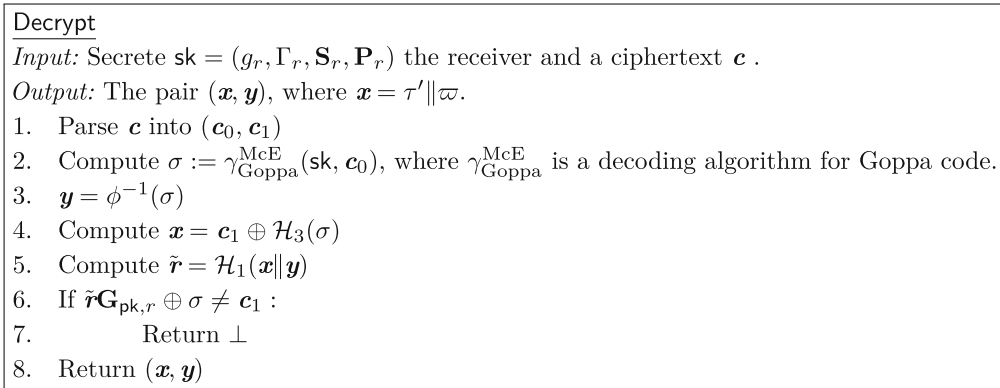 Decrypt
Input: Secrete sk = (g_r, Γ_r, S_r, P_r) the receiver and a ciphertext c .
Output: The pair (x, y), where x = τ′∥ϖ.
1. Parse c into (c_0, c_1)
2. Compute σ := γ^McE_Goppa(sk, c_0), where γ^McE_Goppa is a decoding algorithm for Goppa code.
3. y = ϕ^−1(σ)
4. Compute x = c_1 ⊕ ℋ_3(σ)
5. Compute r̃ = ℋ_1(x∥y)
6. If r̃G_pk,r ⊕ σ ≠ c_1 :
7. Return ⊥
8. Return (x, y)